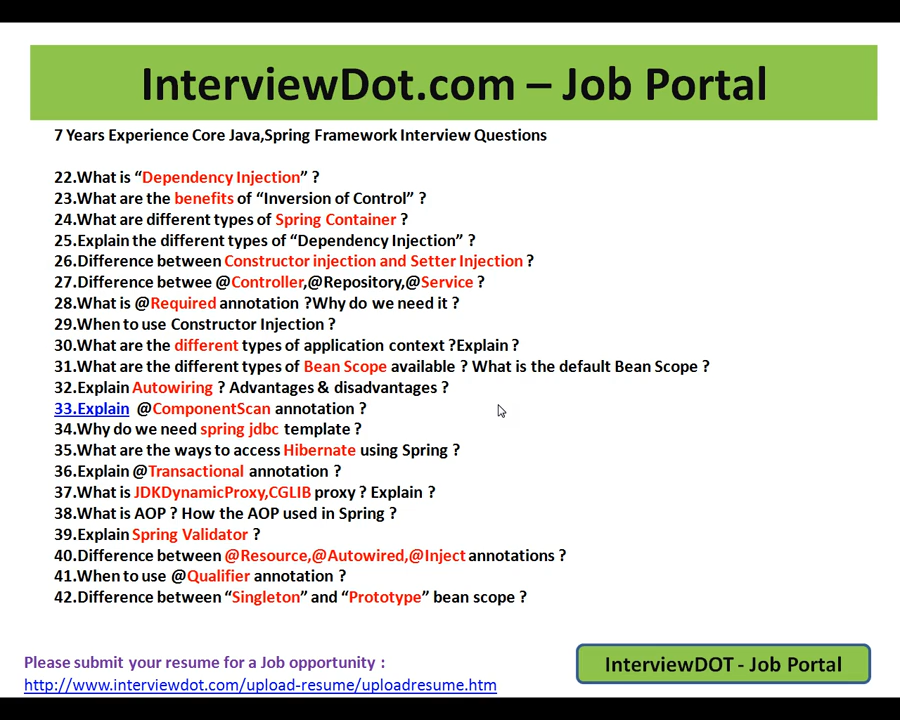 InterviewDot.com – Job Portal
7 Years Experience Core Java,Spring Framework Interview Questions
22.What is “Dependency Injection” ?
23.What are the benefits of “Inversion of Control” ?
24.What are different types of Spring Container ?
25.Explain the different types of “Dependency Injection” ?
26.Difference between Constructor injection and Setter Injection ?
27.Difference betwee @Controller,@Repository,@Service ?
28.What is @Required annotation ?Why do we need it ?
29.When to use Constructor Injection ?
30.What are the different types of application context ?Explain ?
31.What are the different types of Bean Scope available ? What is the default Bean Scope ?
32.Explain Autowiring ? Advantages & disadvantages ?
33.Explain @ComponentScan annotation ?
34.Why do we need spring jdbc template ?
35.What are the ways to access Hibernate using Spring ?
36.Explain @Transactional annotation ?
37.What is JDKDynamicProxy,CGLIB proxy ? Explain ?
38.What is AOP ? How the AOP used in Spring ?
39.Explain Spring Validator ?
40.Difference between @Resource,@Autowired,@Inject annotations ?
41.When to use @Qualifier annotation ?
42.Difference between “Singleton” and “Prototype” bean scope ?
Please submit your resume for a Job opportunity :
http://www.interviewdot.com/upload-resume/uploadresume.htm
InterviewDOT - Job Portal